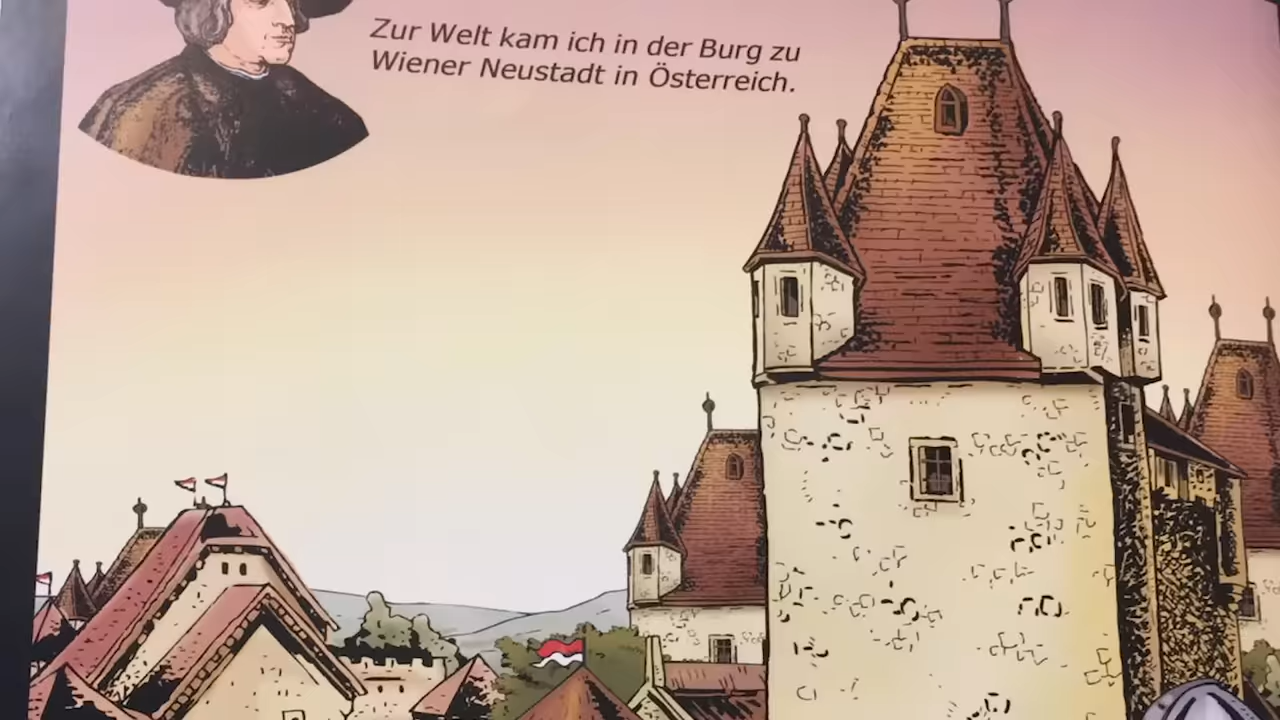 Zur Welt kam ich in der Burg zu
Wiener Neustadt in Österreich.